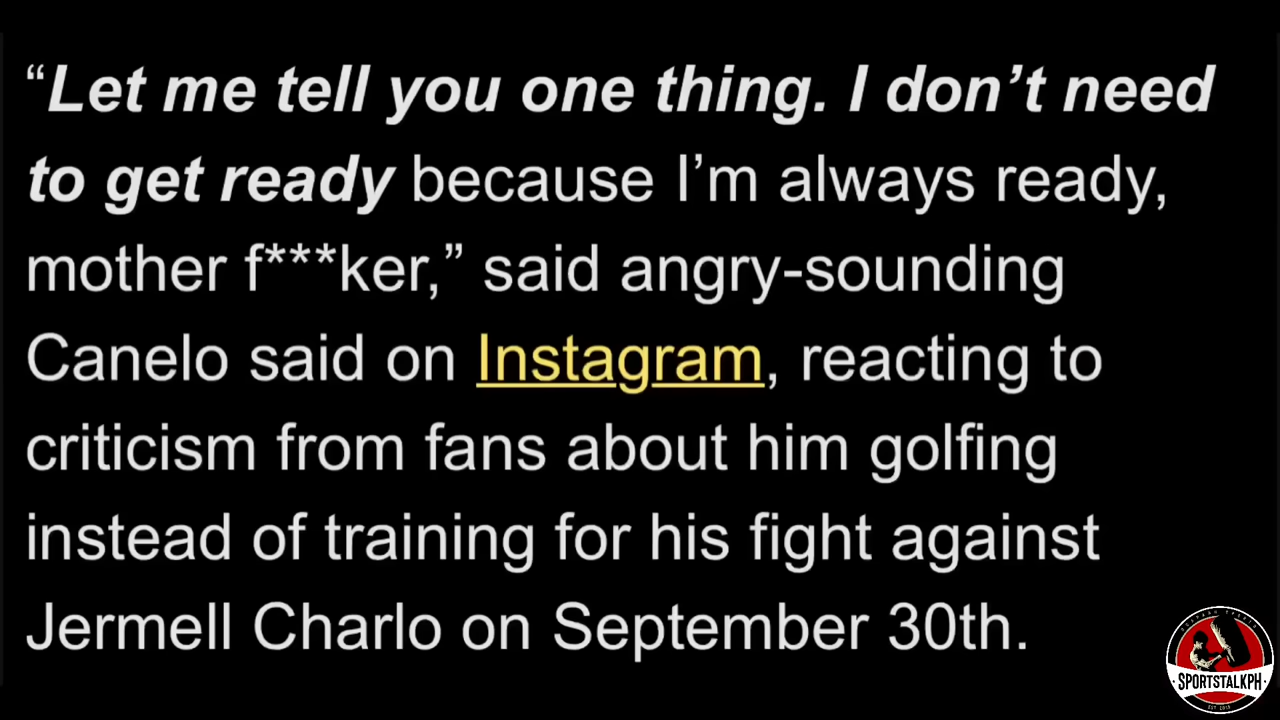 “Let me tell you one thing. I don’t need
to get ready because I’m always ready,
mother f***ker,” said angry-sounding
Canelo said on Instagram, reacting to
criticism from fans about him golfing
instead of training for his fight against
Jermell Charlo on September 30th.
SPORTSTALKPH